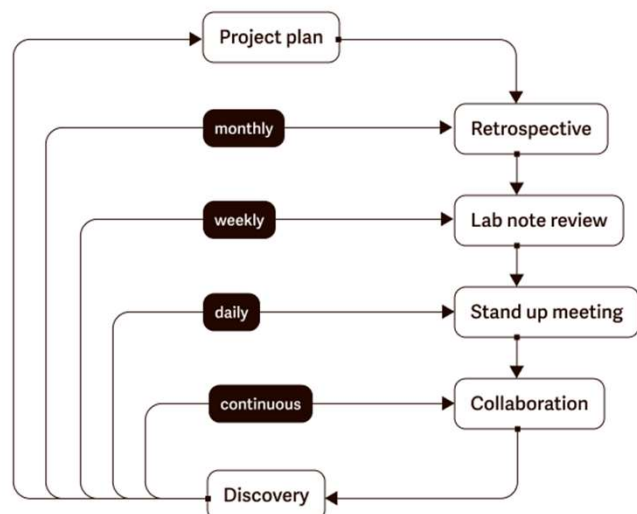 Project plan
monthly
Retrospective
weekly
Lab note review
daily
Stand up meeting
continuous
Collaboration
Discovery